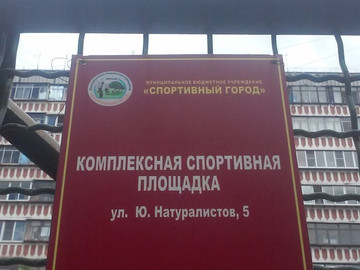 МУНИЦИПАЛЬНОЕ БЮДЖЕТНОЕ УЧРЕЖДЕНИЕ
«СПОРТИВНЫЙ ГОРОД»
КОМПЛЕКСНАЯ СПОРТИВНАЯ
ПЛОЩАДКА
ул. Ю. Натуралистов, 5